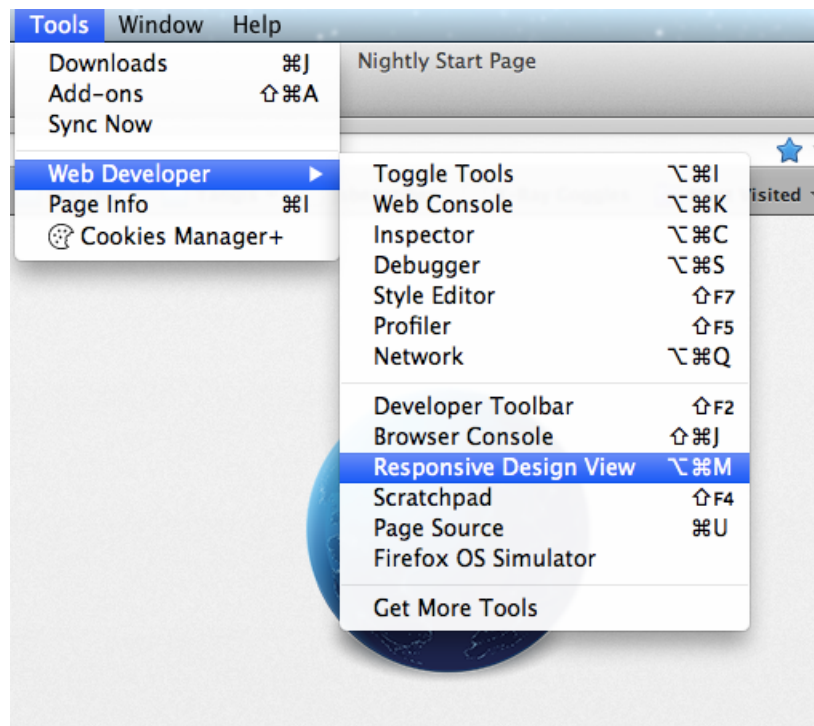 Tools Window Help
Downloads ⌘J
Nightly Start Page
Add-ons ⇧⌘A
Sync Now
Web Developer ▶
Page Info ⌘I
Cookies Manager+
Toggle Tools ⌥⌘I
Web Console ⌥⌘K
isited
Inspector ⌥⌘C
Debugger ⌥⌘S
Style Editor ⇧F7
Profiler ⇧F5
Network ⌥⌘Q
Developer Toolbar ⇧F2
Browser Console ⇧⌘J
Responsive Design View ⌥⌘M
Scratchpad ⇧F4
Page Source ⌘U
Firefox OS Simulator
Get More Tools